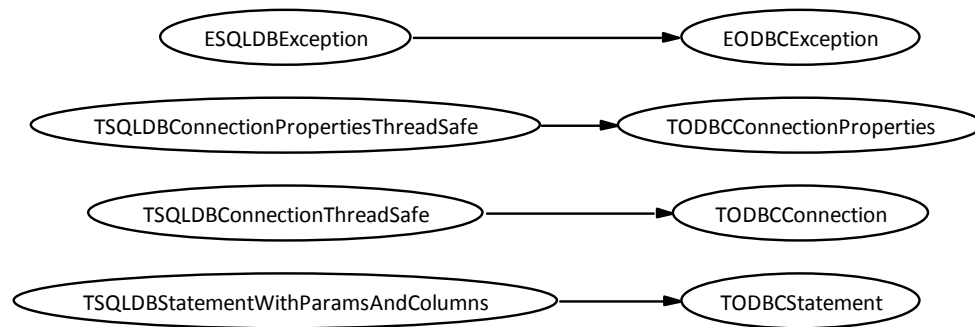 ESQLDBException EODBCException
TSQLDBConnectionPropertiesThreadSafe TODBCConnectionProperties
TSQLDBConnectionThreadSafe TODBCConnection
TSQLDBStatementWithParamsAndColumns TODBCStatement